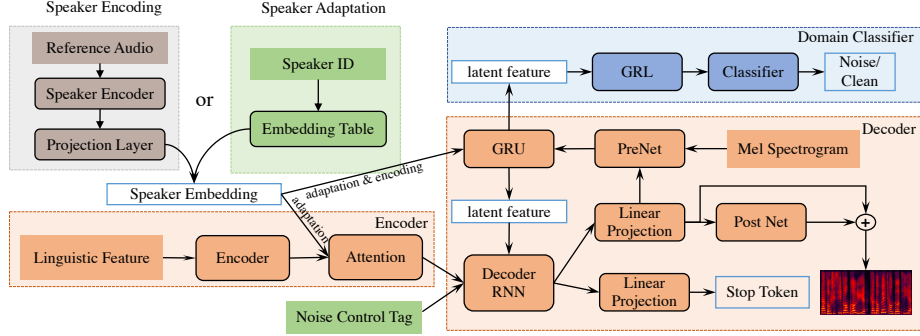 Speaker Encoding
Speaker Adaptation
Reference Audio
Speaker Encoder
Projection Layer
or
Speaker ID
Embedding Table
Speaker Embedding
adaptation & encoding
adaptation
Encoder
Linguistic Feature
Encoder
Attention
Noise Control Tag
Domain Classifier
latent feature
GRL
Classifier
Noise/
Clean
Decoder
GRU
PreNet
Mel Spectrogram
latent feature
Linear
Projection
Post Net
+
Decoder
RNN
Linear
Projection
Stop Token